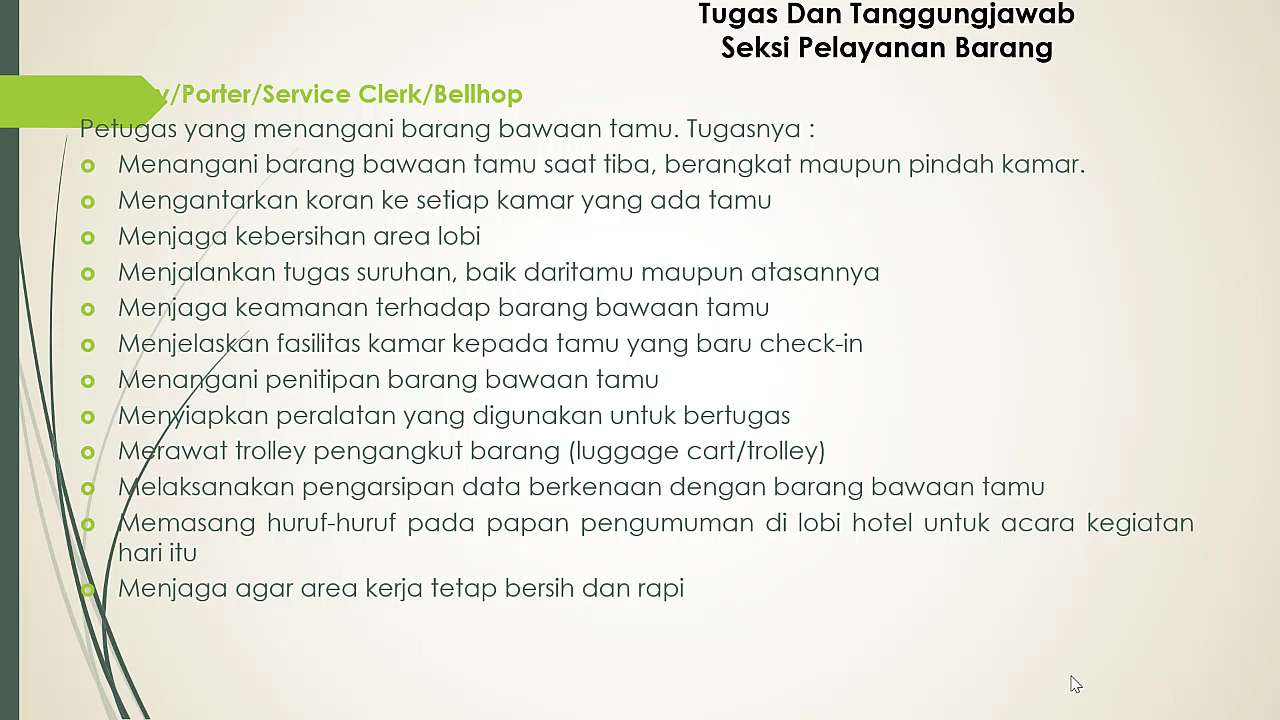 Tugas Dan Tanggungjawab
Seksi Pelayanan Barang
/Porter/Service Clerk/Bellhop
Petugas yang menangani barang bawaan tamu. Tugasnya :
Menangani barang bawaan tamu saat tiba, berangkat maupun pindah kamar.
Mengantarkan koran ke setiap kamar yang ada tamu
Menjaga kebersihan area lobi
Menjalankan tugas suruhan, baik daritamu maupun atasannya
Menjaga keamanan terhadap barang bawaan tamu
Menjelaskan fasilitas kamar kepada tamu yang baru check-in
Menangani penitipan barang bawaan tamu
Menyiapkan peralatan yang digunakan untuk bertugas
Merawat trolley pengangkut barang (luggage cart/trolley)
Melaksanakan pengarsipan data berkenaan dengan barang bawaan tamu
Memasang huruf-huruf pada papan pengumuman di lobi hotel untuk acara kegiatan
hari itu
Menjaga agar area kerja tetap bersih dan rapi